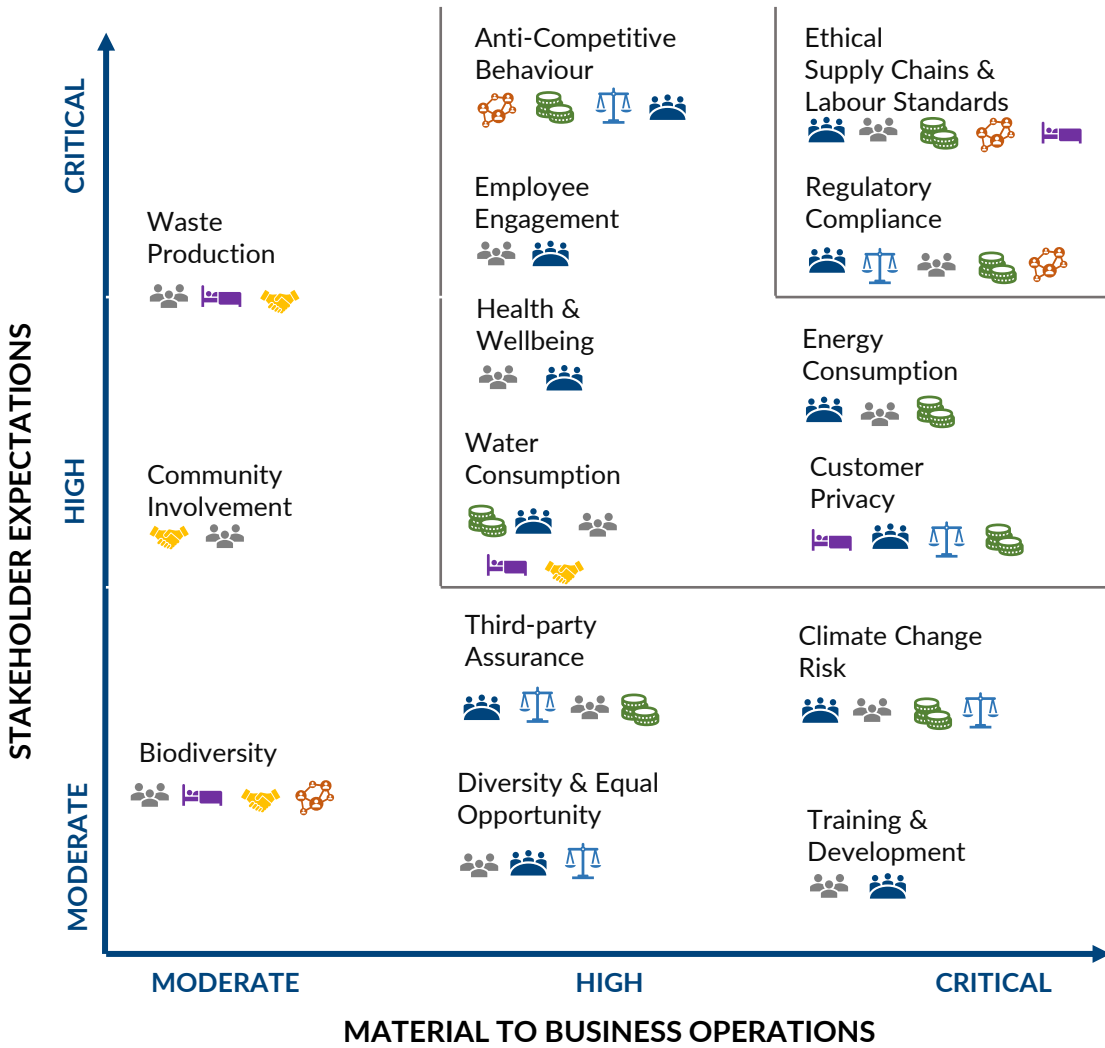 STAKEHOLDER EXPECTATIONS
CRITICAL
HIGH
MODERATE
Anti-Competitive
Behaviour
Ethical
Supply Chains &
Labour Standards
Employee
Engagement
Regulatory
Compliance
Waste
Production
Health &
Wellbeing
Energy
Consumption
Water
Consumption
Customer
Privacy
Community
Involvement
Third-party
Assurance
Climate Change
Risk
Biodiversity
Diversity & Equal
Opportunity
Training &
Development
MODERATE
HIGH
CRITICAL
MATERIAL TO BUSINESS OPERATIONS